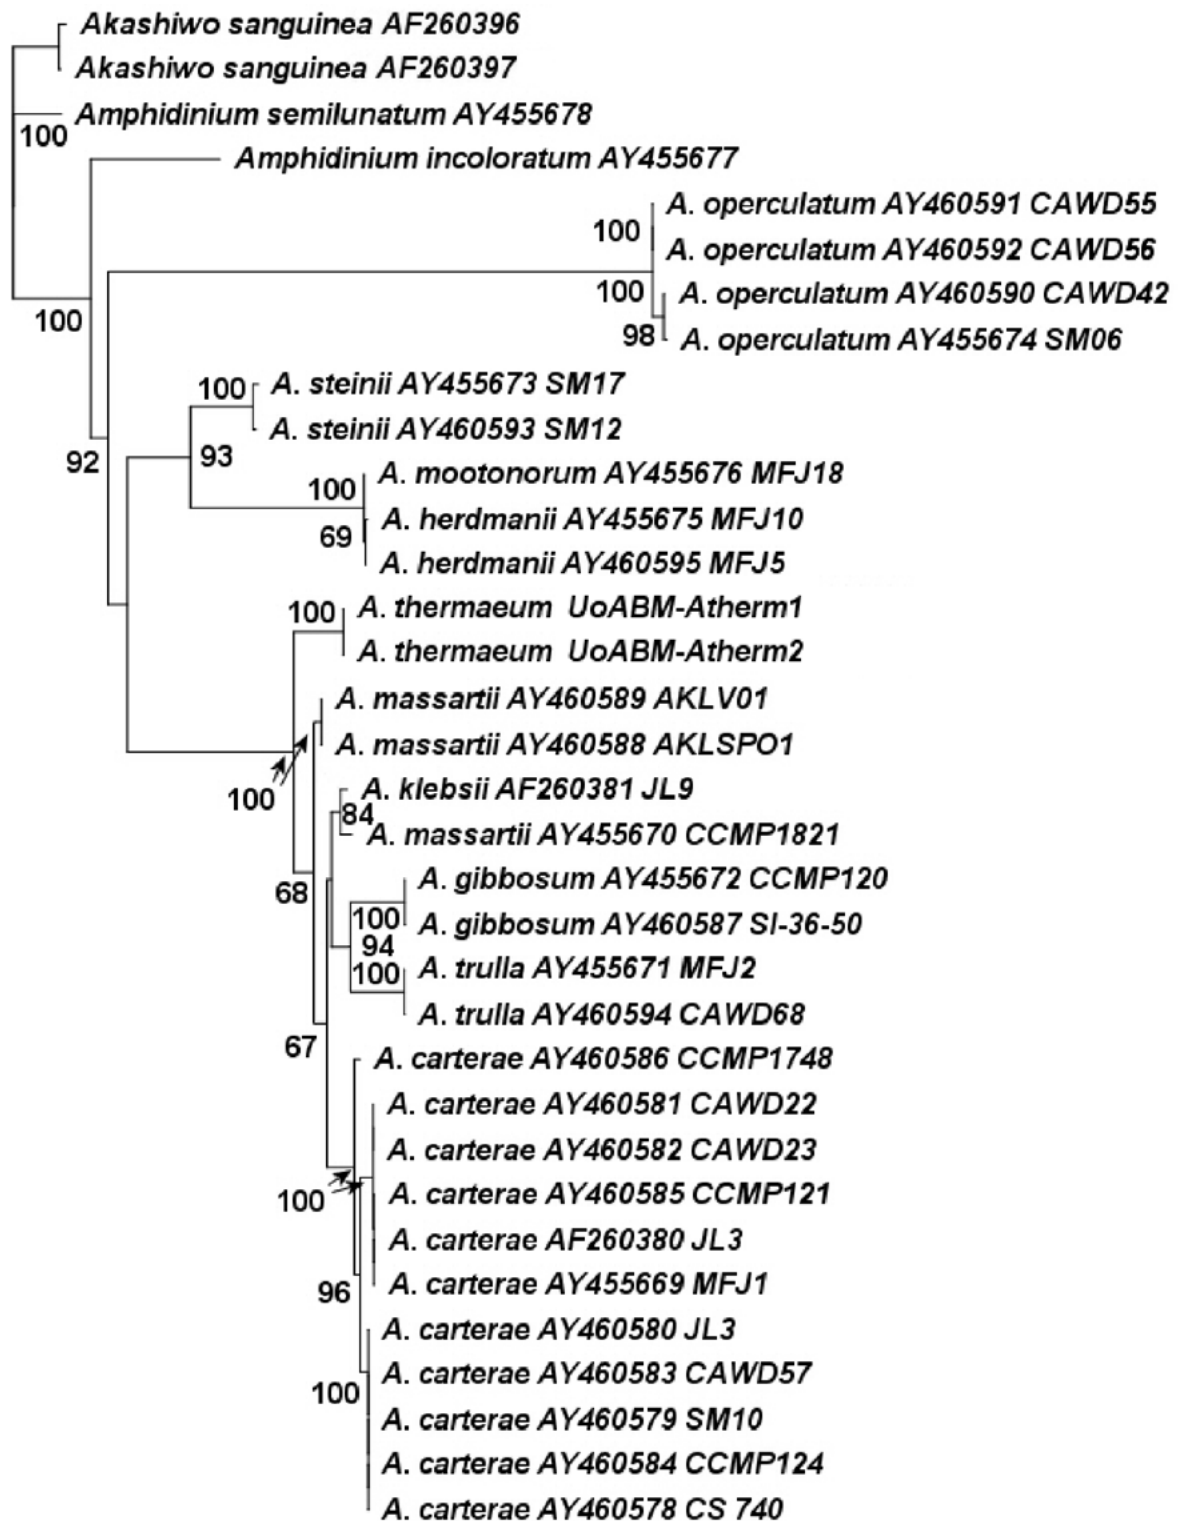 Akashiwo sanguinea AF260396
Akashiwo sanguinea AF260397
Amphidinium semilunatum AY455678
100
Amphidinium incoloratum AY455677
A. operculatum AY460591 CAWD55
100
A. operculatum AY460592 CAWD56
100
A. operculatum AY460590 CAWD42
100
98
A. operculatum AY455674 SM06
100
A. steinii AY455673 SM17
A. steinii AY460593 SM12
92
93
A. mootonorum AY455676 MFJ18
100
A. herdmanii AY455675 MFJ10
69
A. herdmanii AY460595 MFJ5
100
A. thermaeum UoABM-Atherm1
A. thermaeum UoABM-Atherm2
A. massartii AY460589 AKLV01
A. massartii AY460588 AKLSPO1
100
A. klebsii AF260381 JL9
84
A. massartii AY455670 CCMP1821
A. gibbosum AY455672 CCMP120
68
100
A. gibbosum AY460587 SI-36-50
94
100
A. trulla AY455671 MFJ2
A. trulla AY460594 CAWD68
67
A. carterae AY460586 CCMP1748
A. carterae AY460581 CAWD22
A. carterae AY460582 CAWD23
100
A. carterae AY460585 CCMP121
A. carterae AF260380 JL3
96
A. carterae AY455669 MFJ1
A. carterae AY460580 JL3
A. carterae AY460583 CAWD57
100
A. carterae AY460579 SM10
A. carterae AY460584 CCMP124
A. carterae AY460578 CS 740